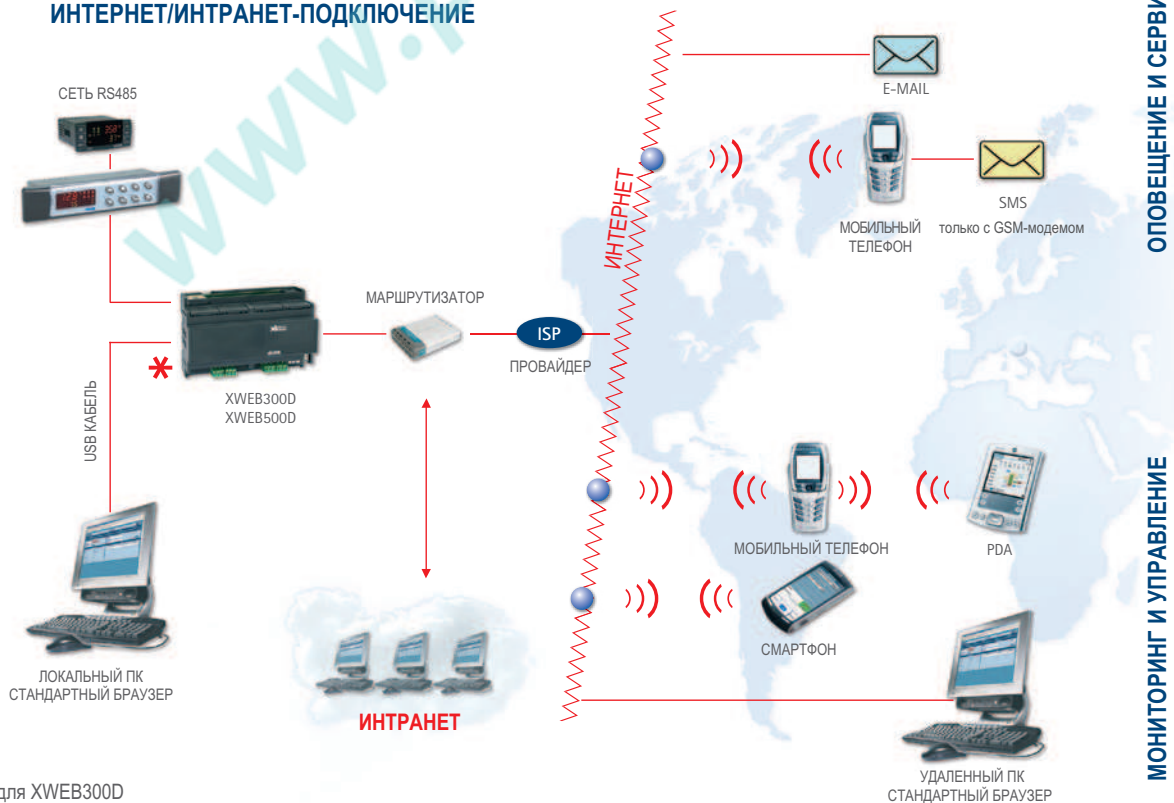 ИНТЕРНЕТ/ИНТРАНЕТ-ПОДКЛЮЧЕНИЕ
СЕТЬ RS485
E-MAIL
SMS
только с GSM-модемом
МОБИЛЬНЫЙ
ТЕЛЕФОН
ИНТЕРНЕТ
МАРШРУТИЗАТОР
ISP
ПРОВАЙДЕР
XWEB300D
XWEB500D
USB КАБЕЛЬ
МОБИЛЬНЫЙ ТЕЛЕФОН
PDA
СМАРТФОН
ЛОКАЛЬНЫЙ ПК
СТАНДАРТНЫЙ БРАУЗЕР
ИНТРАНЕТ
УДАЛЕННЫЙ ПК
СТАНДАРТНЫЙ БРАУЗЕР
для XWEB300D
ОПОВЕЩЕНИЕ И СЕРВИ
МОНИТОРИНГ И УПРАВЛЕНИЕ
www.